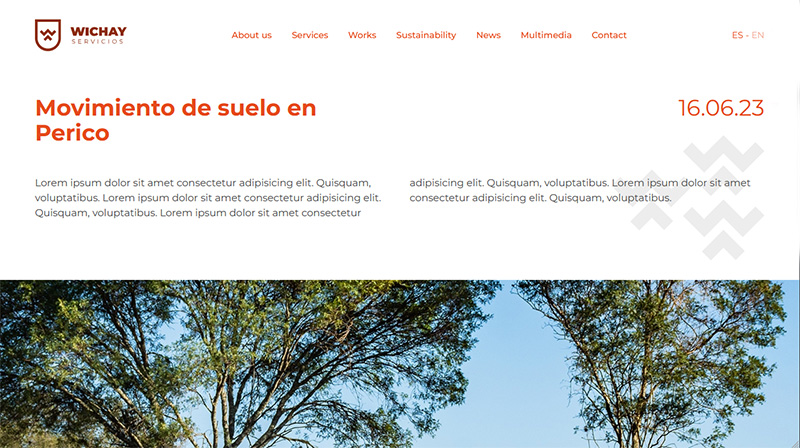 WICHAY
SERVICIOS
About us
Services
Works
Sustainability
News
Multimedia
Contact
ES - EN
Movimiento de suelo en
Perico
16.06.23
Lorem ipsum dolor sit amet consectetur adipisicing elit. Quisquam,
voluptatibus. Lorem ipsum dolor sit amet consectetur adipisicing elit.
Quisquam, voluptatibus. Lorem ipsum dolor sit amet consectetur
adipisicing elit. Quisquam, voluptatibus. Lorem ipsum dolor sit amet
consectetur adipisicing elit. Quisquam, voluptatibus.